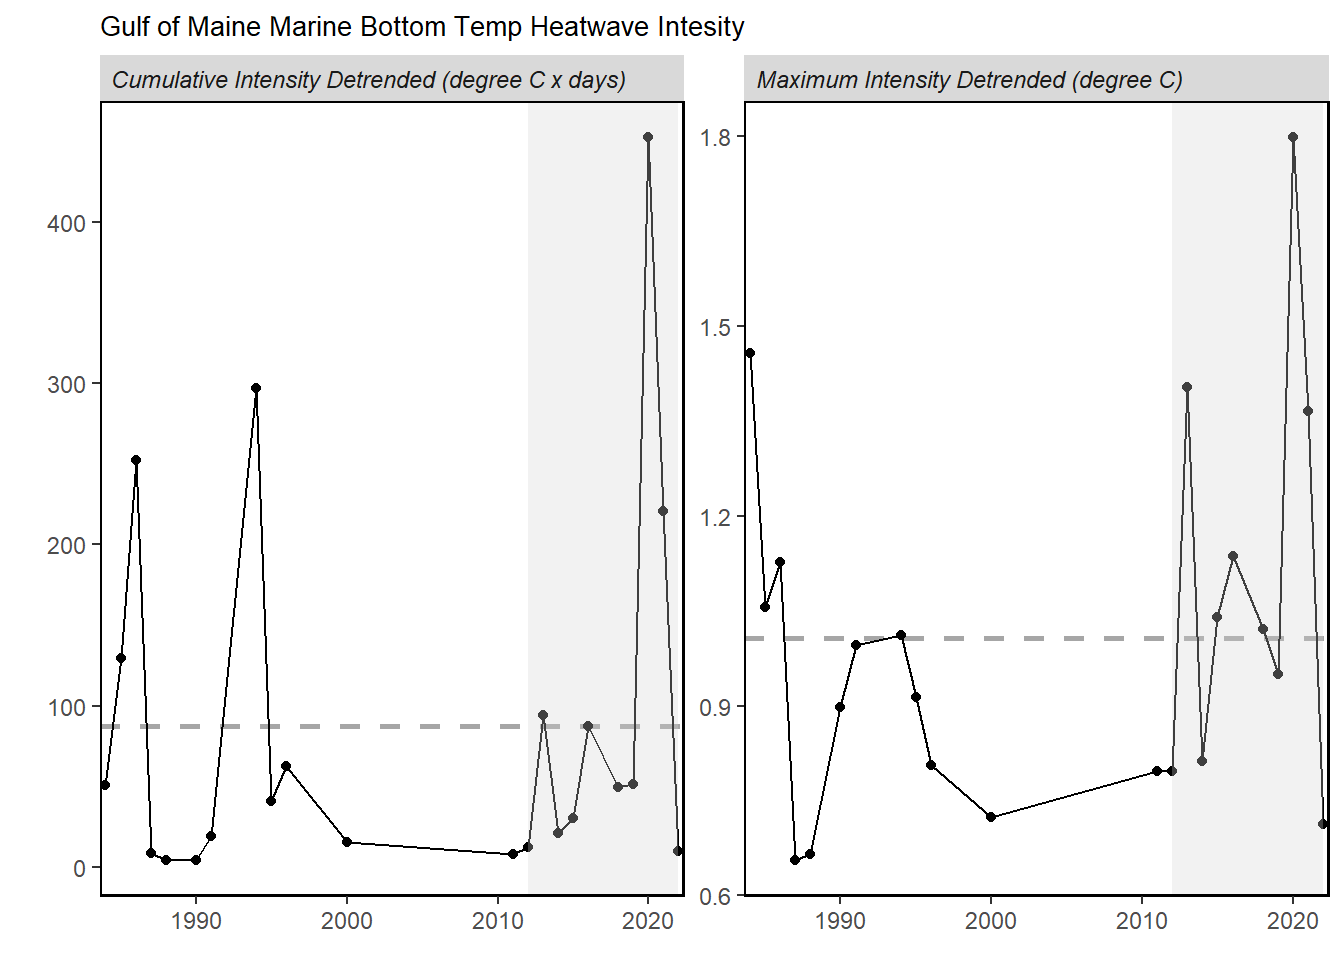 Gulf of Maine Marine Bottom Temp Heatwave Intesity
Cumulative Intensity Detrended (degree C x days)
400
300
200
100
0
1990 2000 2010 2020
Maximum Intensity Detrended (degree C)
1.8
1.5
1.2
0.9
0.6
1990 2000 2010 2020